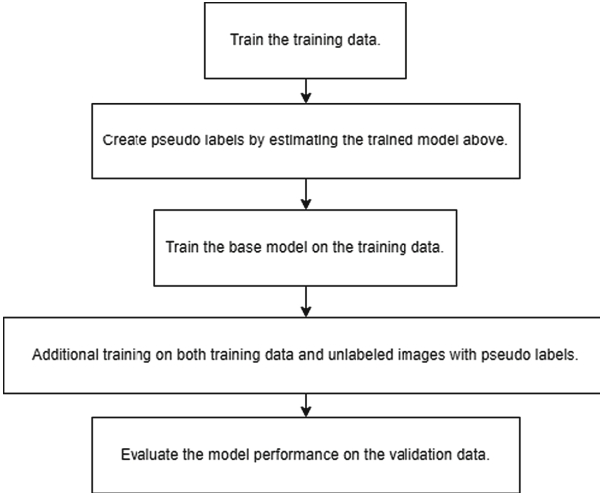 Train the training data.
Create pseudo labels by estimating the trained model above.
Train the base model on the training data.
Additional training on both training data and unlabeled images with pseudo labels.
Evaluate the model performance on the validation data.